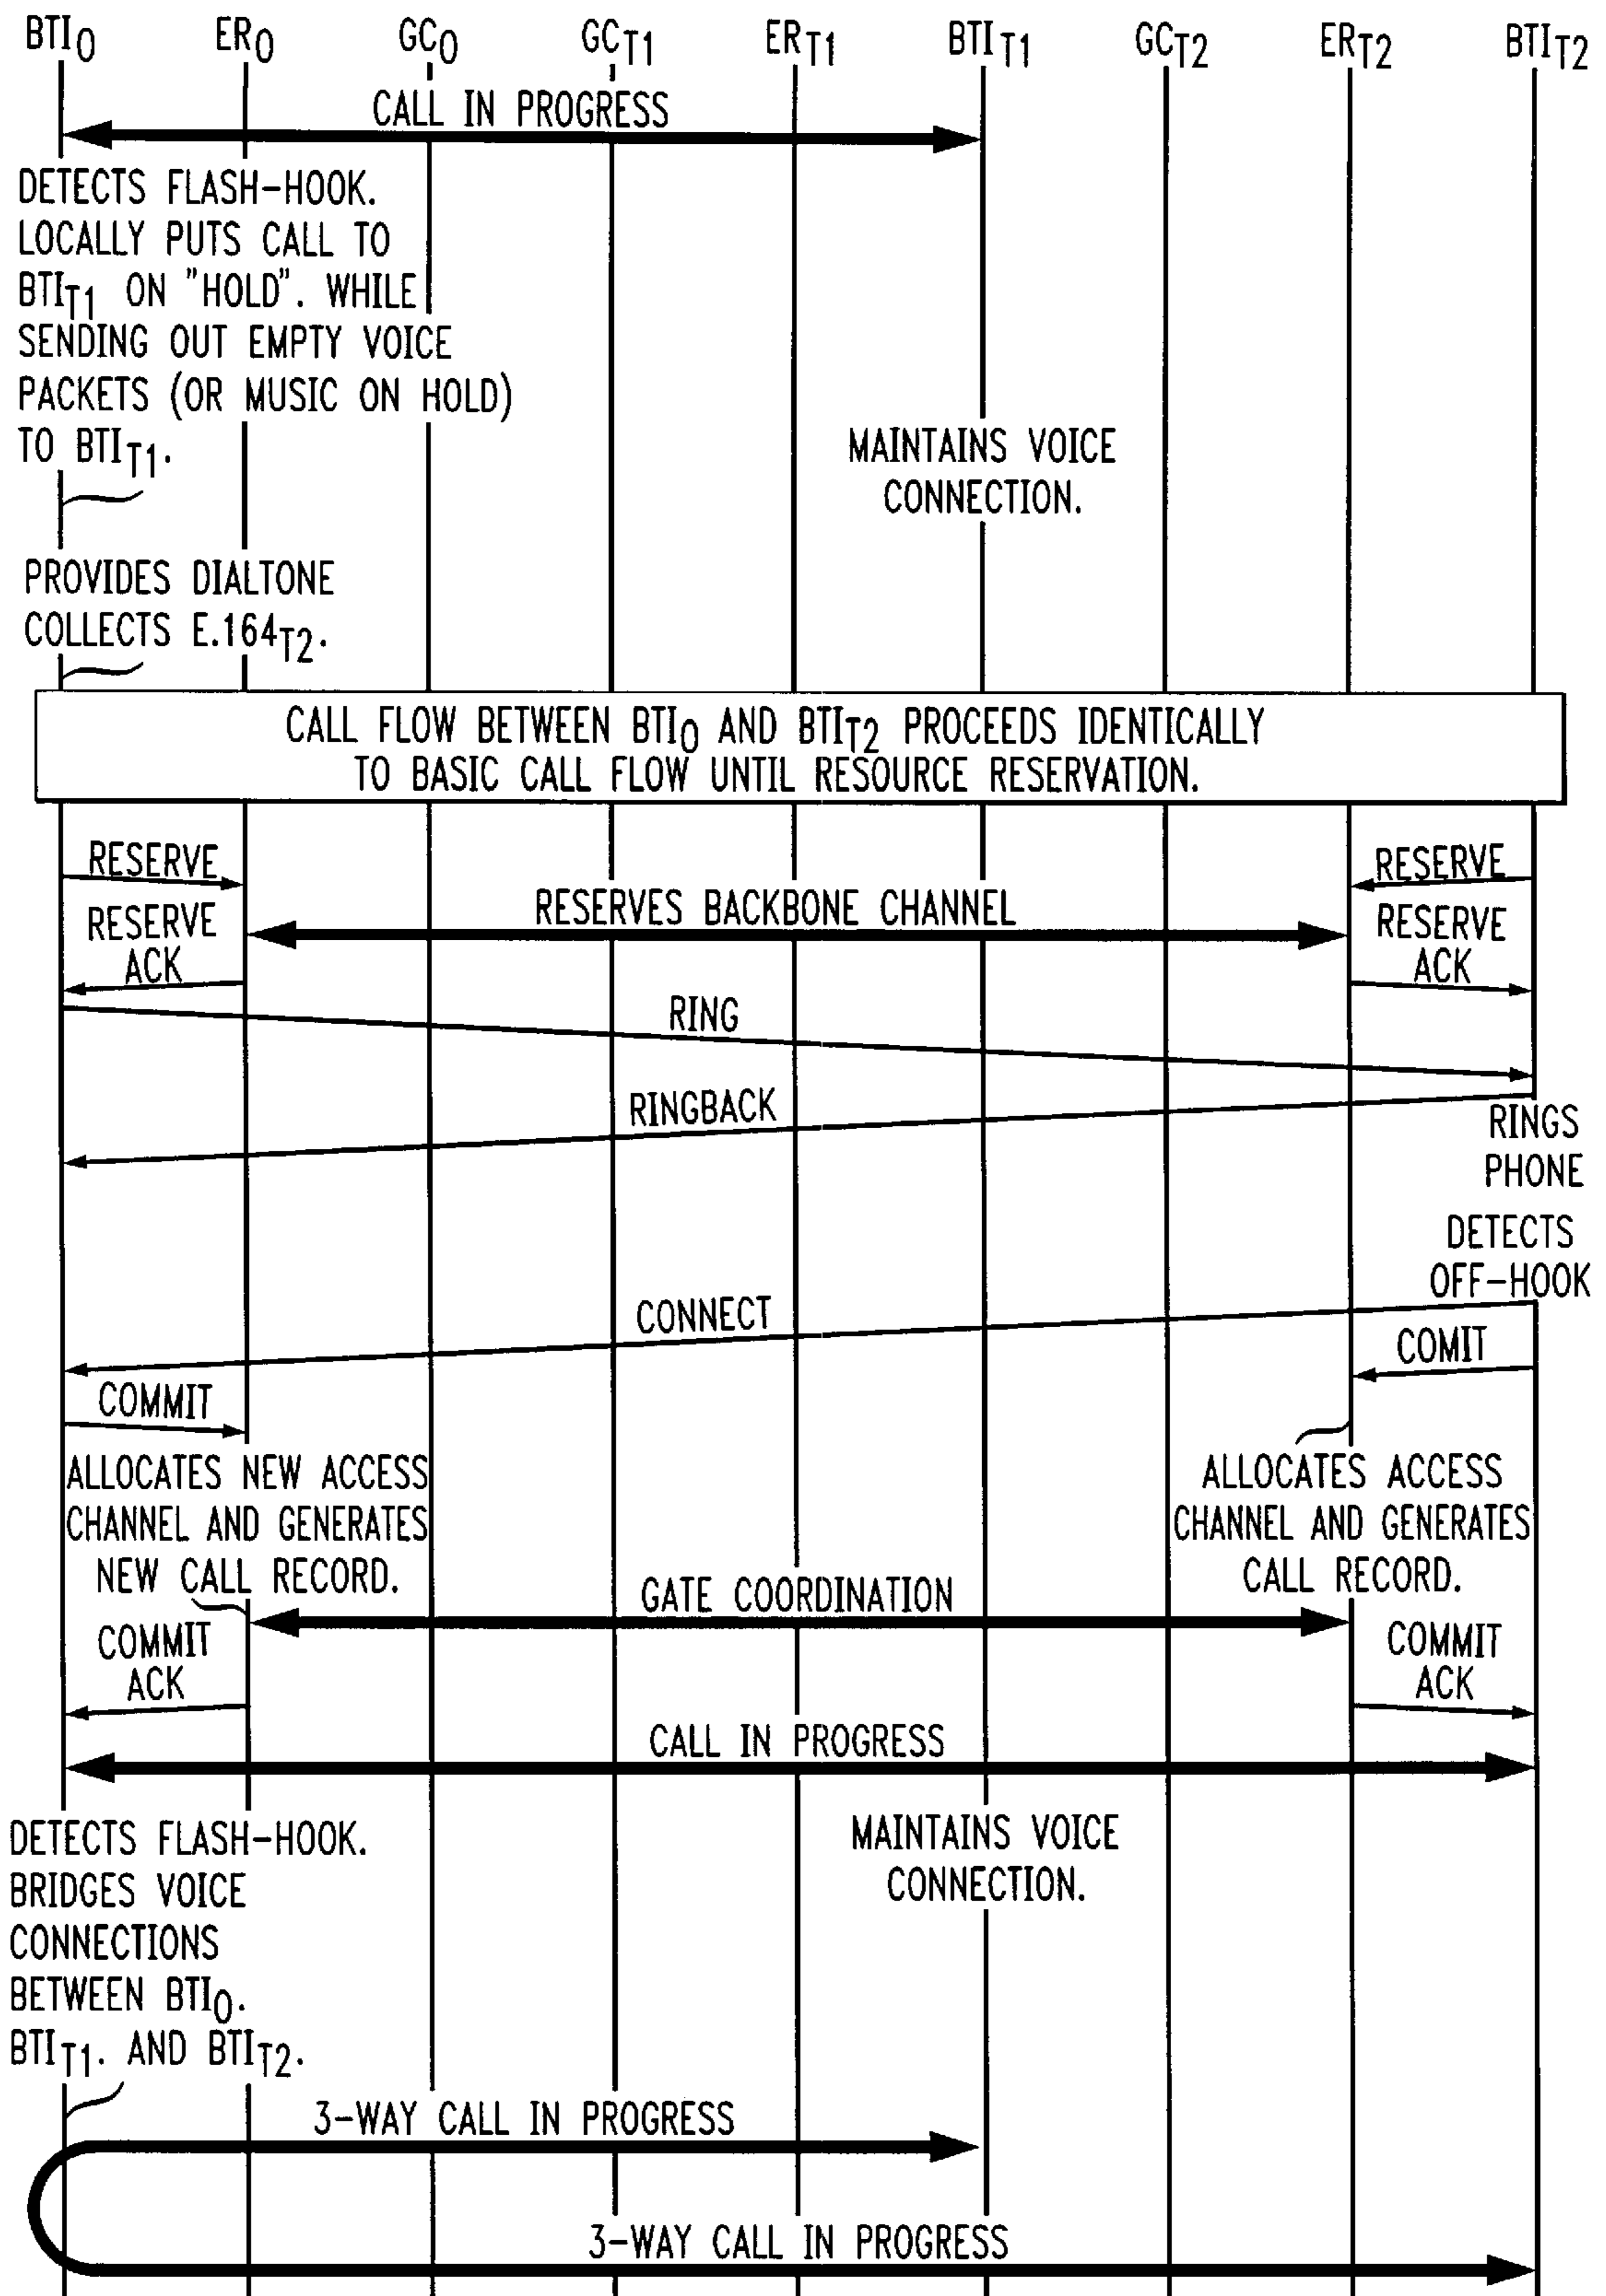 BTIO ERO GCO GCT1 ERT1 BTIT1 GCT2 ERT2 BTIT2
CALL IN PROGRESS
DETECTS FLASH-HOOK.
LOCALLY PUTS CALL TO
BTIT1 ON "HOLD". WHILE
SENDING OUT EMPTY VOICE
PACKETS (OR MUSIC ON HOLD)
TO BTIT1.
MAINTAINS VOICE
CONNECTION.
PROVIDES DIALTONE
COLLECTS E.164T2.
CALL FLOW BETWEEN BTIO AND BTIT2 PROCEEDS IDENTICALLY
TO BASIC CALL FLOW UNTIL RESOURCE RESERVATION.
RESERVE
RESERVE
RESERVES BACKBONE CHANNEL
RESERVE
ACK
RESERVE
ACK
RING
RINGBACK
RINGS
PHONE
DETECTS
OFF-HOOK
CONNECT
COMIT
COMMIT
ALLOCATES NEW ACCESS
CHANNEL AND GENERATES
NEW CALL RECORD.
ALLOCATES ACCESS
CHANNEL AND GENERATES
CALL RECORD.
GATE COORDINATION
COMMIT
ACK
COMMIT
ACK
CALL IN PROGRESS
DETECTS FLASH-HOOK.
BRIDGES VOICE
CONNECTIONS
BETWEEN BTIO.
BTIT1. AND BTIT2.
MAINTAINS VOICE
CONNECTION.
3-WAY CALL IN PROGRESS
3-WAY CALL IN PROGRESS